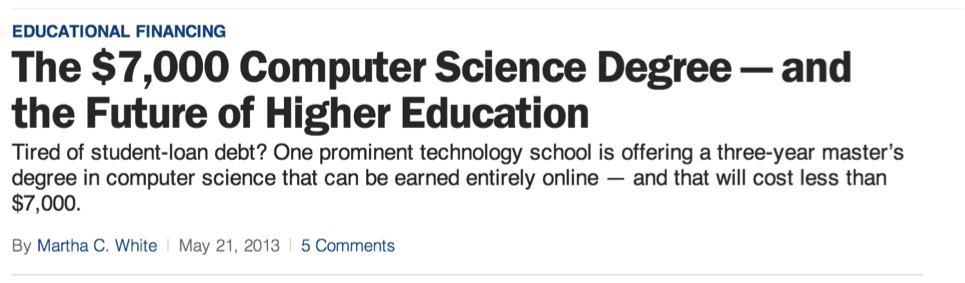 EDUCATIONAL FINANCING
The $7,000 Computer Science Degree — and
the Future of Higher Education
Tired of student-loan debt? One prominent technology school is offering a three-year master's
degree in computer science that can be earned entirely online — and that will cost less than
$7,000.
By Martha C. White | May 21, 2013 | 5 Comments